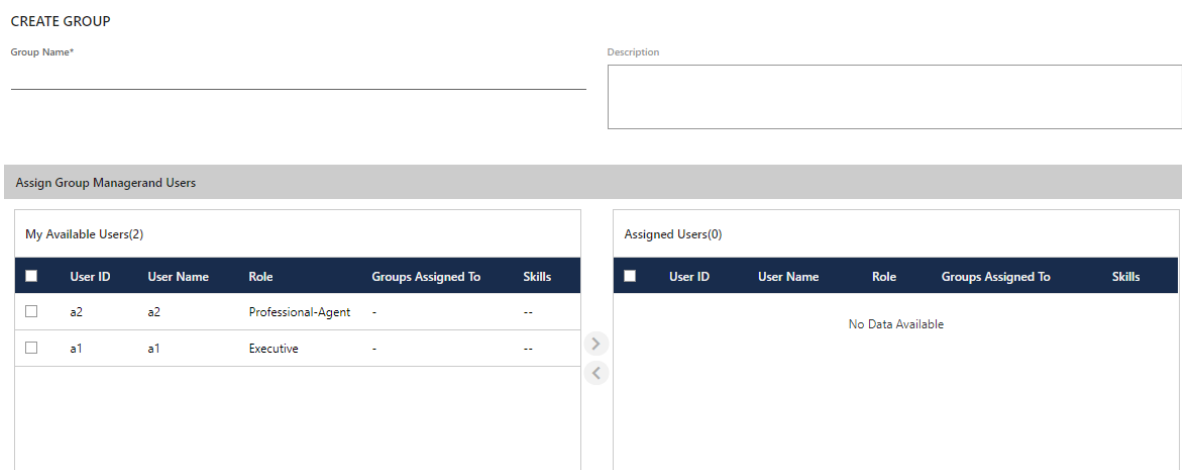 CREATE GROUP
Group Name*
Description
Assign Group Managerand Users
My Available Users(2)
User ID User Name Role Groups Assigned To Skills
a2 a2 Professional-Agent - --
a1 a1 Executive - --
Assigned Users(0)
User ID User Name Role Groups Assigned To Skills
No Data Available